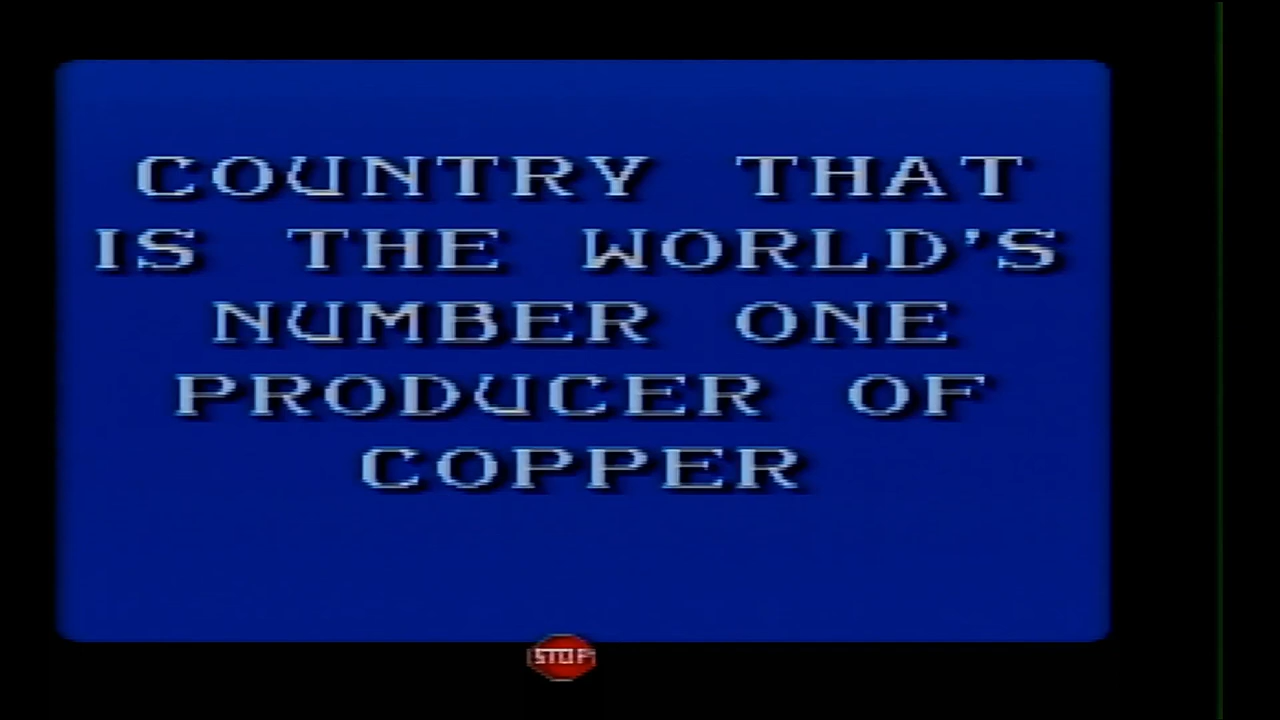 COUNTRY THAT
IS THE WORLD'S
NUMBER ONE
PRODUCER OF
COPPER
STOP